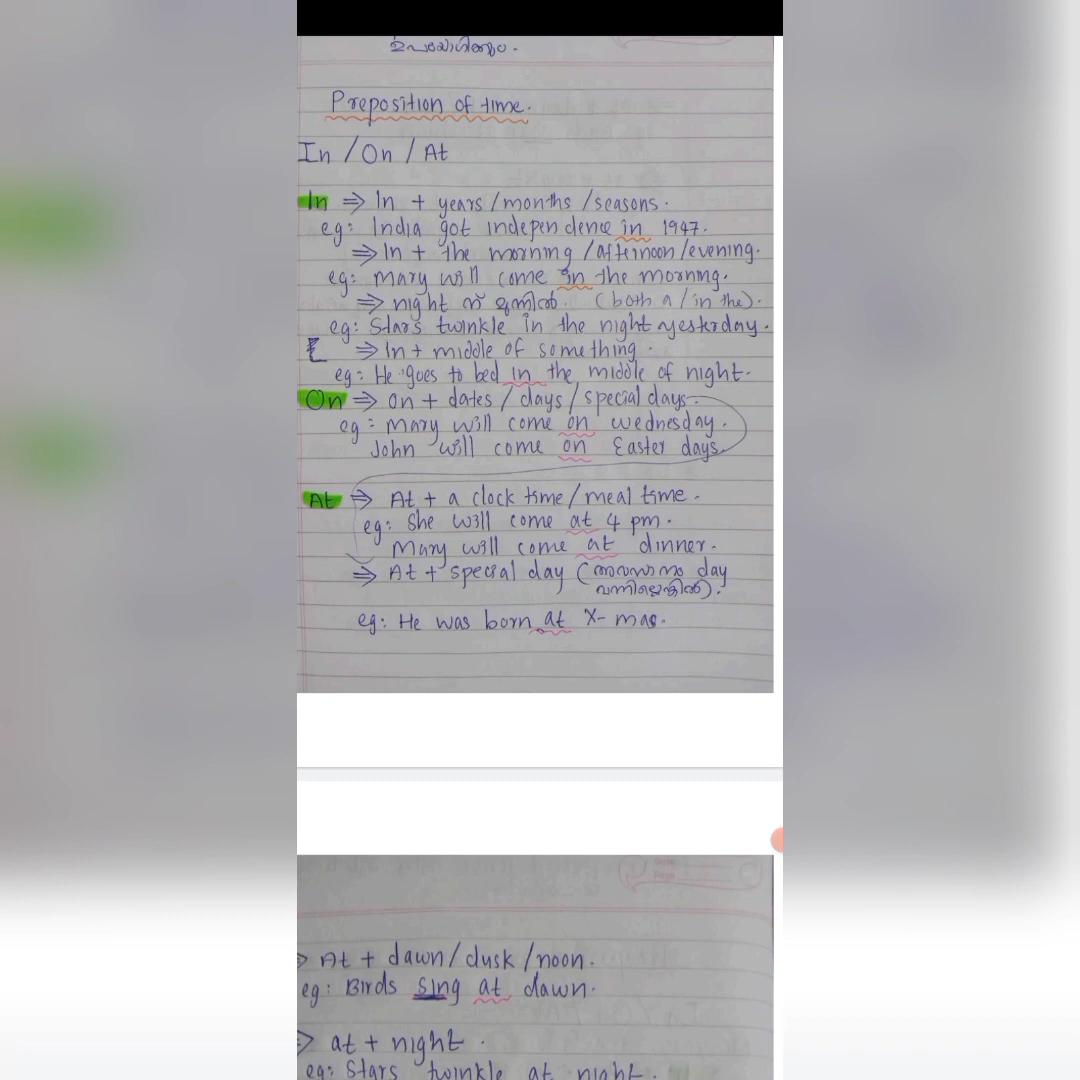 ഉപയോഗിക്കും.
Preposition of time.
In / On / At
In ⇒ In + years / months / seasons.
eg: India got independence in 1947.
⇒ In + the morning / afternoon / evening.
eg: Mary will come in the morning.
⇒ night ന് മുന്നിൽ. (both a / in the).
eg: Stars twinkle in the night yesterday.
⇒ In + middle of something.
eg: He goes to bed in the middle of night.
On ⇒ on + dates / days / special days.
eg: Mary will come on wednesday.
John will come on Easter days.
At ⇒ At + a clock time / meal time.
eg: She will come at 4 pm.
Mary will come at dinner.
⇒ At + special day (അവസാനം day
വന്നില്ലെങ്കിൽ).
eg: He was born at X-mas.
⇒ At + dawn / dusk / noon.
eg: Birds sing at dawn.
⇒ at + night.
eg: Stars twinkle at night.